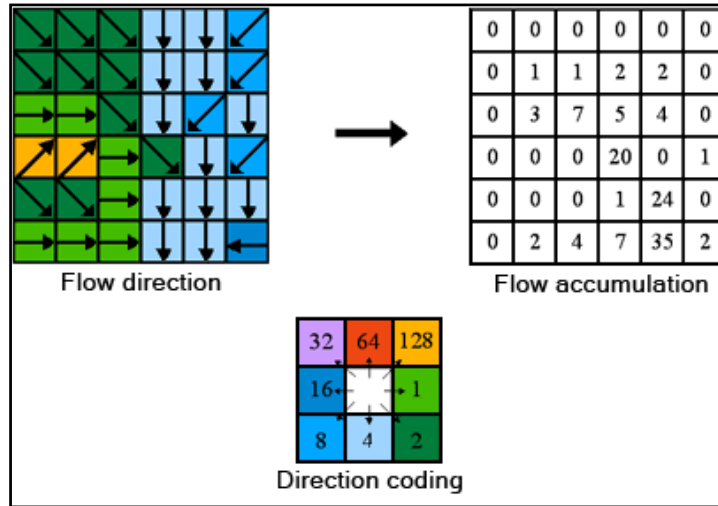 0 0 0 0 0 0
0 1 1 2 2 0
0 3 7 5 4 0
0 0 0 20 0 1
0 0 0 1 24 0
0 2 4 7 35 2
Flow direction Flow accumulation
32 64 128
16 1
8 4 2
Direction coding